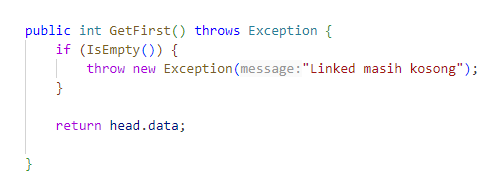 public int GetFirst() throws Exception {
    if (IsEmpty()) {
        throw new Exception(message:"Linked masih kosong");
    }
    return head.data;
}